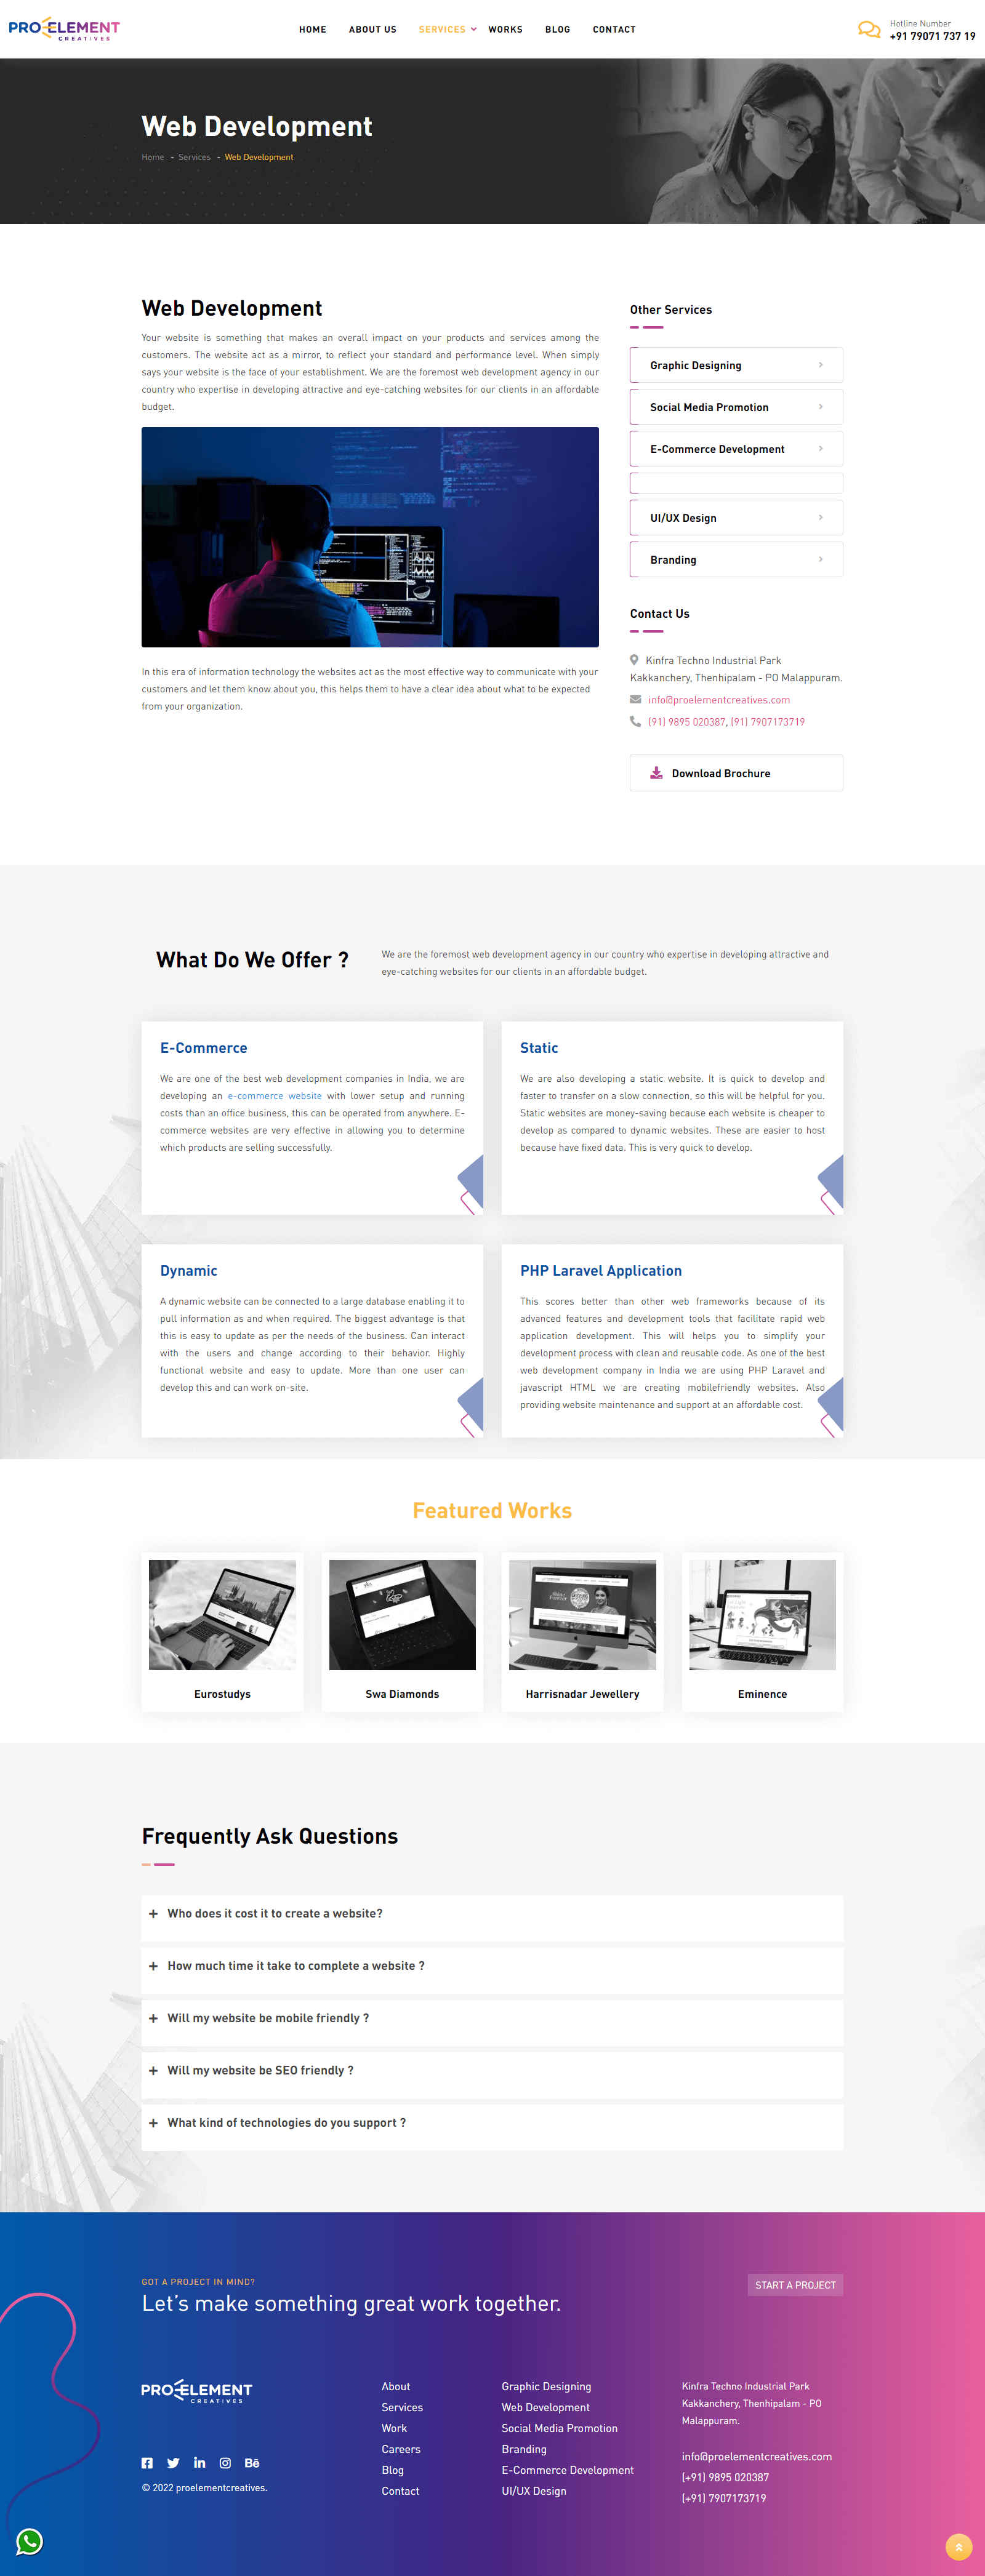 PROELEMENT
CREATIVES
HOME ABOUT US SERVICES WORKS BLOG CONTACT
Hotline Number
+91 79071 737 19
Web Development
Home - Services - Web Development
Web Development
Your website is something that makes an overall impact on your products and services among the
customers. The website act as a mirror, to reflect your standard and performance level. When simply
says your website is the face of your establishment. We are the foremost web development agency in our
country who expertise in developing attractive and eye-catching websites for our clients in an affordable
budget.
In this era of information technology the websites act as the most effective way to communicate with your
customers and let them know about you, this helps them to have a clear idea about what to be expected
from your organization.
Other Services
Graphic Designing
Social Media Promotion
E-Commerce Development
UI/UX Design
Branding
Contact Us
Kinfra Techno Industrial Park
Kakkanchery, Thenhipalam - PO Malappuram.
info@proelementcreatives.com
(91) 9895 020387, (91) 7907173719
Download Brochure
What Do We Offer ?
We are the foremost web development agency in our country who expertise in developing attractive and
eye-catching websites for our clients in an affordable budget.
E-Commerce
We are one of the best web development companies in India, we are
developing an e-commerce website with lower setup and running
costs than an office business, this can be operated from anywhere. E-
commerce websites are very effective in allowing you to determine
which products are selling successfully.
Static
We are also developing a static website. It is quick to develop and
faster to transfer on a slow connection, so this will be helpful for you.
Static websites are money-saving because each website is cheaper to
develop as compared to dynamic websites. These are easier to host
because have fixed data. This is very quick to develop.
Dynamic
A dynamic website can be connected to a large database enabling it to
pull information as and when required. The biggest advantage is that
this is easy to update as per the needs of the business. Can interact
with the users and change according to their behavior. Highly
functional website and easy to update. More than one user can
develop this and can work on-site.
PHP Laravel Application
This scores better than other web frameworks because of its
advanced features and development tools that facilitate rapid web
application development. This will helps you to simplify your
development process with clean and reusable code. As one of the best
web development company in India we are using PHP Laravel and
javascript HTML we are creating mobilefriendly websites. Also
providing website maintenance and support at an affordable cost.
Featured Works
Eurostudys
Swa Diamonds
Harrisnadar Jewellery
Eminence
Frequently Ask Questions
Who does it cost it to create a website?
How much time it take to complete a website ?
Will my website be mobile friendly ?
Will my website be SEO friendly ?
What kind of technologies do you support ?
GOT A PROJECT IN MIND?
Let's make something great work together.
START A PROJECT
PROELEMENT
CREATIVES
© 2022 proelementcreatives.
About
Services
Work
Careers
Blog
Contact
Graphic Designing
Web Development
Social Media Promotion
Branding
E-Commerce Development
UI/UX Design
Kinfra Techno Industrial Park
Kakkanchery, Thenhipalam - PO
Malappuram.
info@proelementcreatives.com
(+91) 9895 020387
(+91) 7907173719